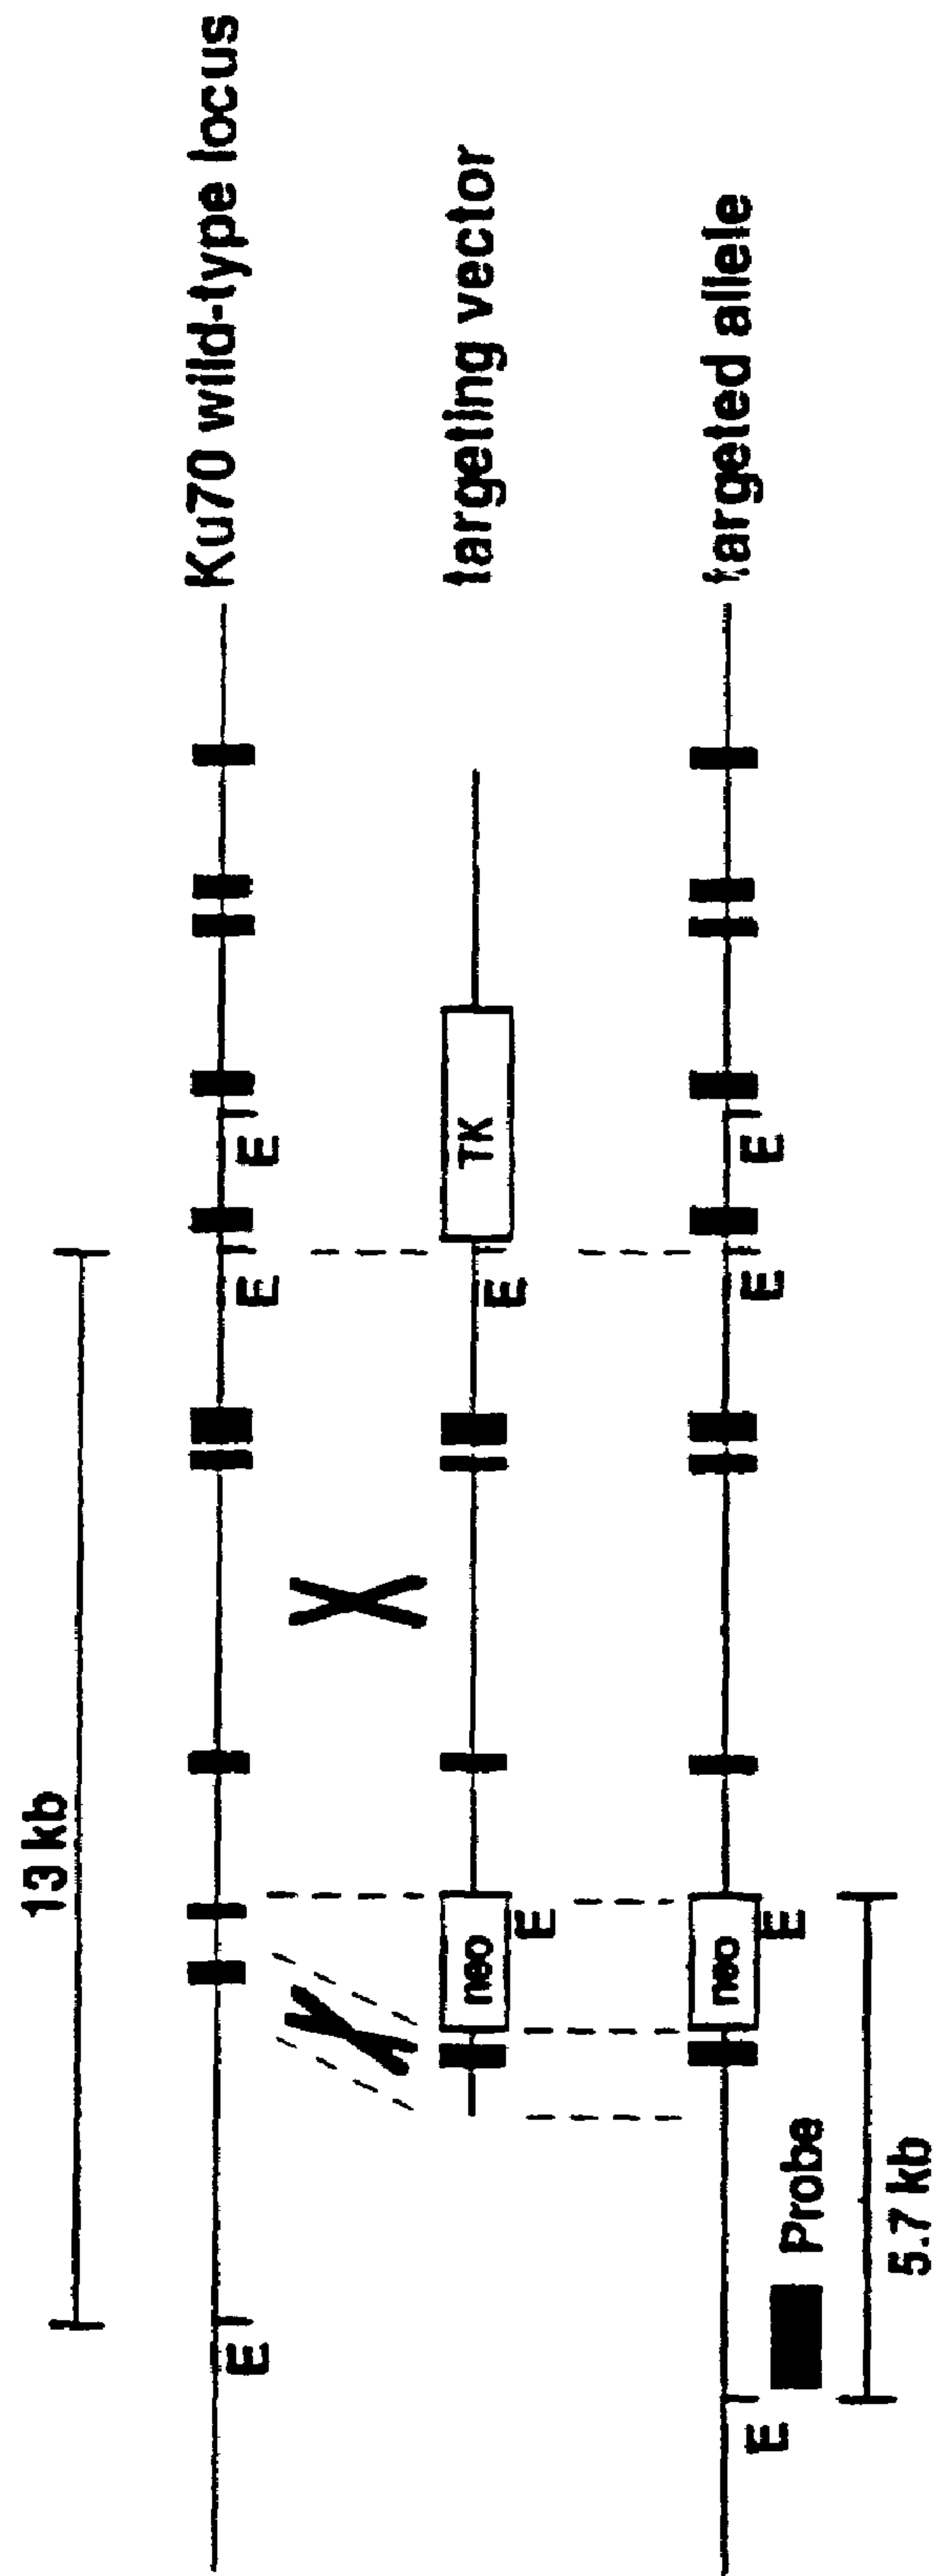 13 kb
Ku70 wild-type locus
E E E
neo TK targeting vector
E E
neo targeted allele
E E E E
Probe
5.7 kb